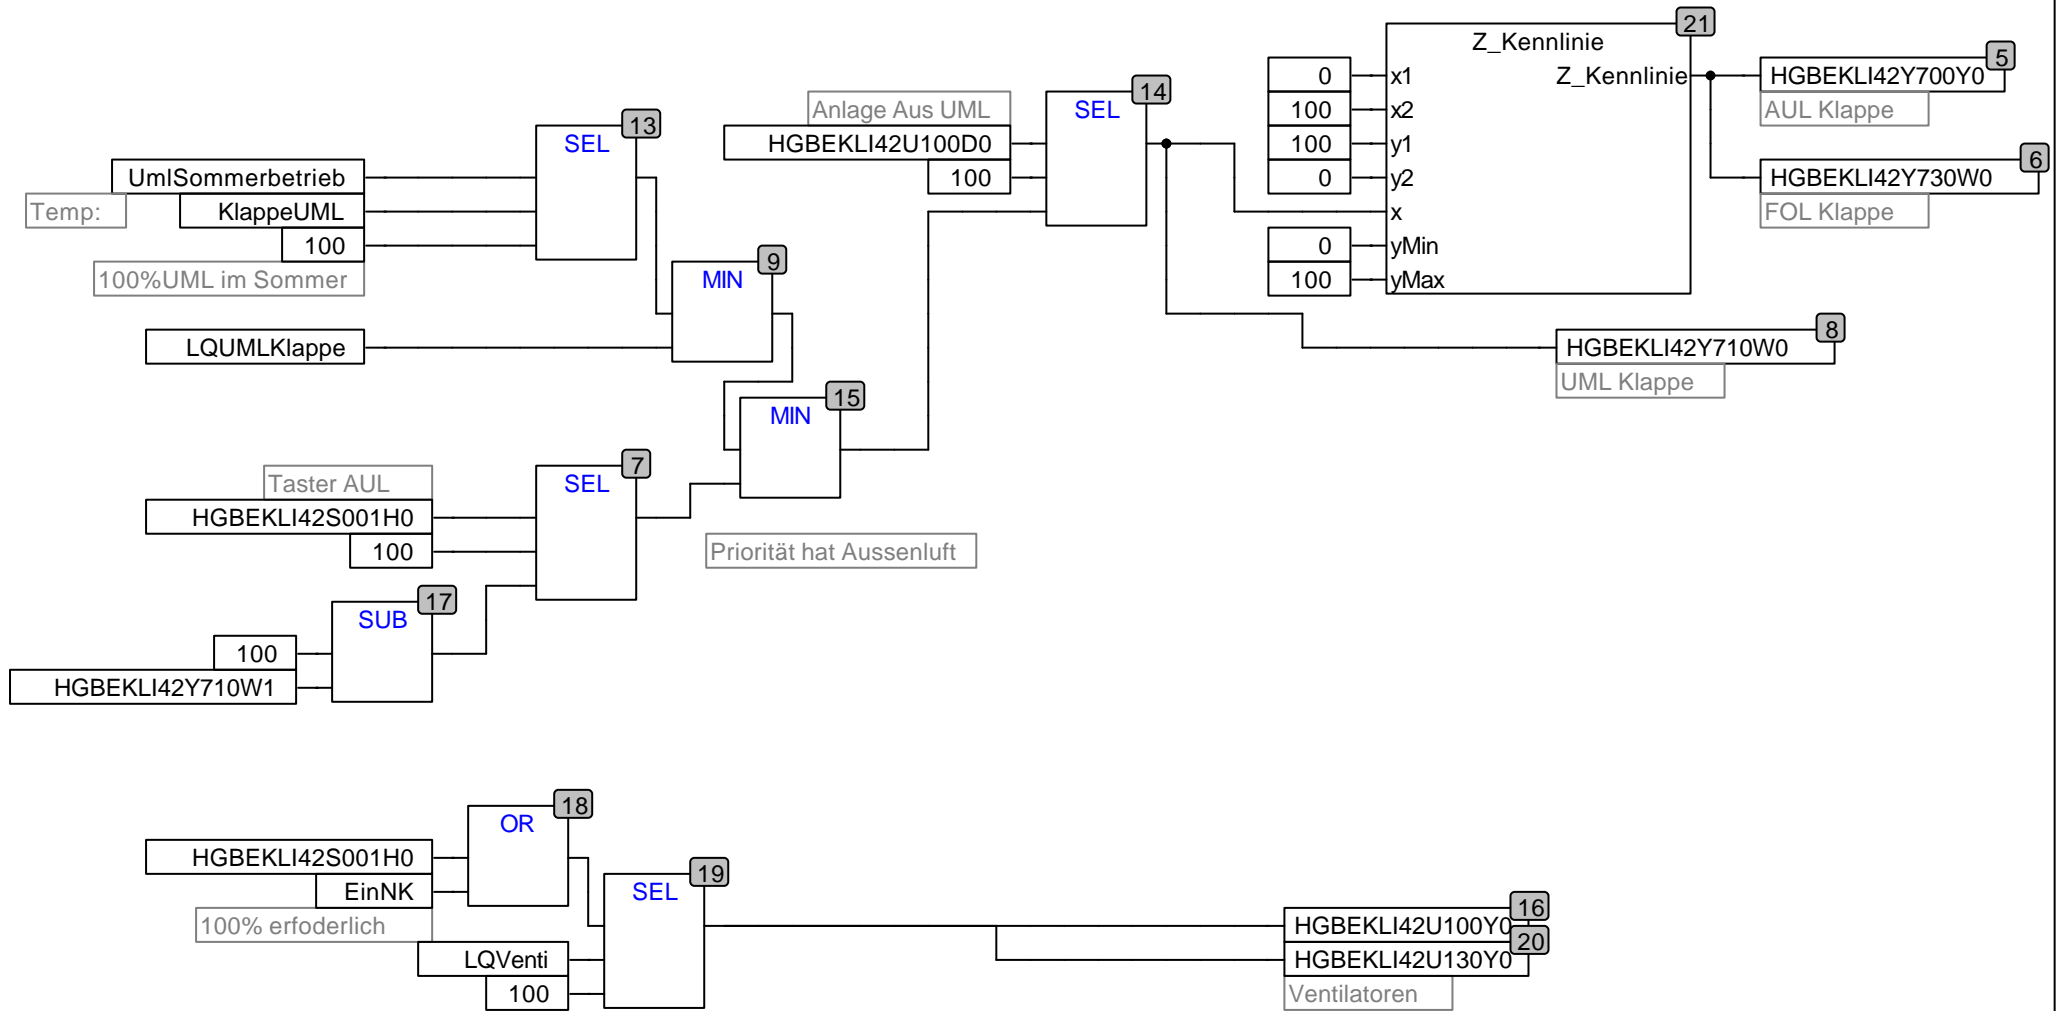 21
Z_Kennlinie
0 x1 Z_Kennlinie
HGBEKLI42Y700Y0 5
100 x2 AUL Klappe
100 y1
0 y2 HGBEKLI42Y730W0 6
x FOL Klappe
0 yMin
100 yMax
14
Anlage Aus UML SEL
HGBEKLI42U100D0
100
13
SEL
UmlSommerbetrieb
Temp: KlappeUML
100
100%UML im Sommer
9
MIN
LQUMLKlappe
HGBEKLI42Y710W0 8
UML Klappe
15
MIN
7
Taster AUL SEL
HGBEKLI42S001H0
100
Priorität hat Aussenluft
17
SUB
100
HGBEKLI42Y710W1
18
OR
HGBEKLI42S001H0
EinNK
100% erfoderlich
19
SEL
LQVenti
100
HGBEKLI42U100Y0 16
HGBEKLI42U130Y0 20
Ventilatoren